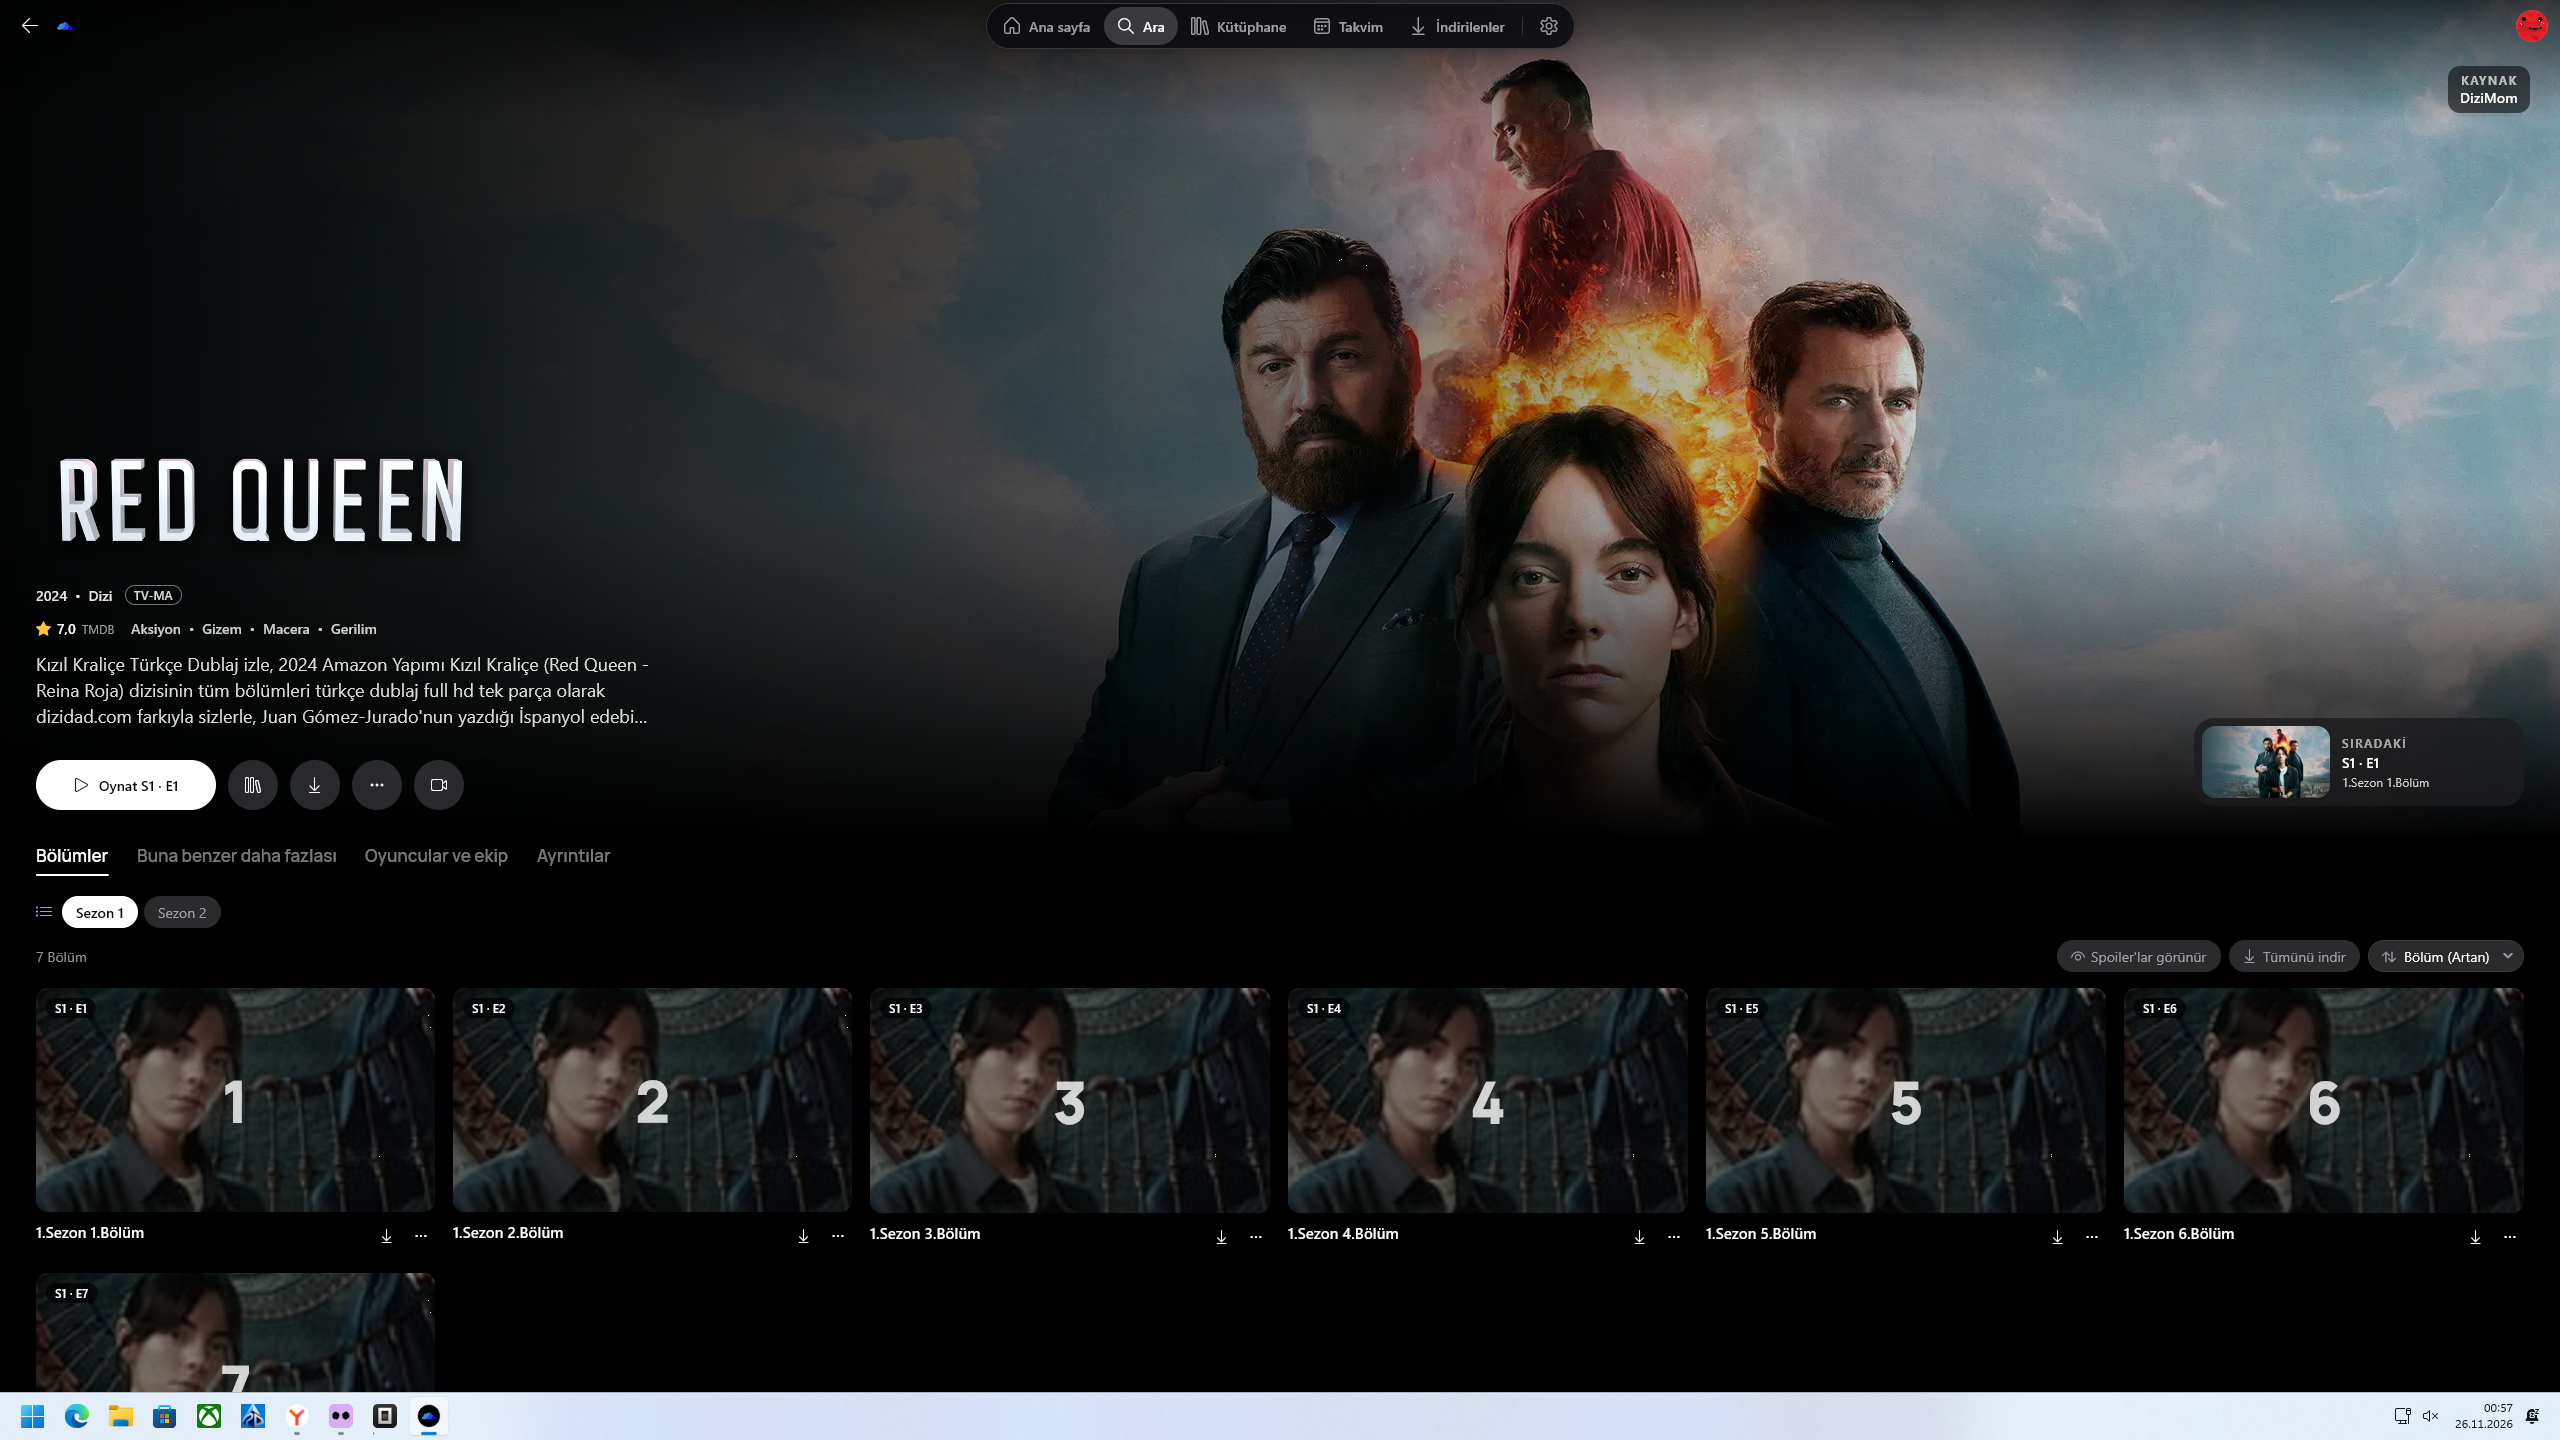 Ana sayfa
Ara
Kütüphane
Takvim
İndirilenler
KAYNAK
DiziMom
RED QUEEN
2024 • Dizi TV-MA
7,0 TMDB Aksiyon • Gizem • Macera • Gerilim
Kızıl Kraliçe Türkçe Dublaj izle, 2024 Amazon Yapımı Kızıl Kraliçe (Red Queen -
Reina Roja) dizisinin tüm bölümleri türkçe dublaj full hd tek parça olarak
dizidad.com farkıyla sizlerle, Juan Gómez-Jurado'nun yazdığı İspanyol edebi...
Oynat S1 · E1
SIRADAKİ
S1 · E1
1.Sezon 1.Bölüm
Bölümler
Buna benzer daha fazlası
Oyuncular ve ekip
Ayrıntılar
Sezon 1
Sezon 2
7 Bölüm
Spoiler'lar görünür
Tümünü indir
Bölüm (Artan)
S1 · E1
1
1.Sezon 1.Bölüm
S1 · E2
2
1.Sezon 2.Bölüm
S1 · E3
3
1.Sezon 3.Bölüm
S1 · E4
4
1.Sezon 4.Bölüm
S1 · E5
5
1.Sezon 5.Bölüm
S1 · E6
6
1.Sezon 6.Bölüm
S1 · E7
7
00:57
26.11.2026